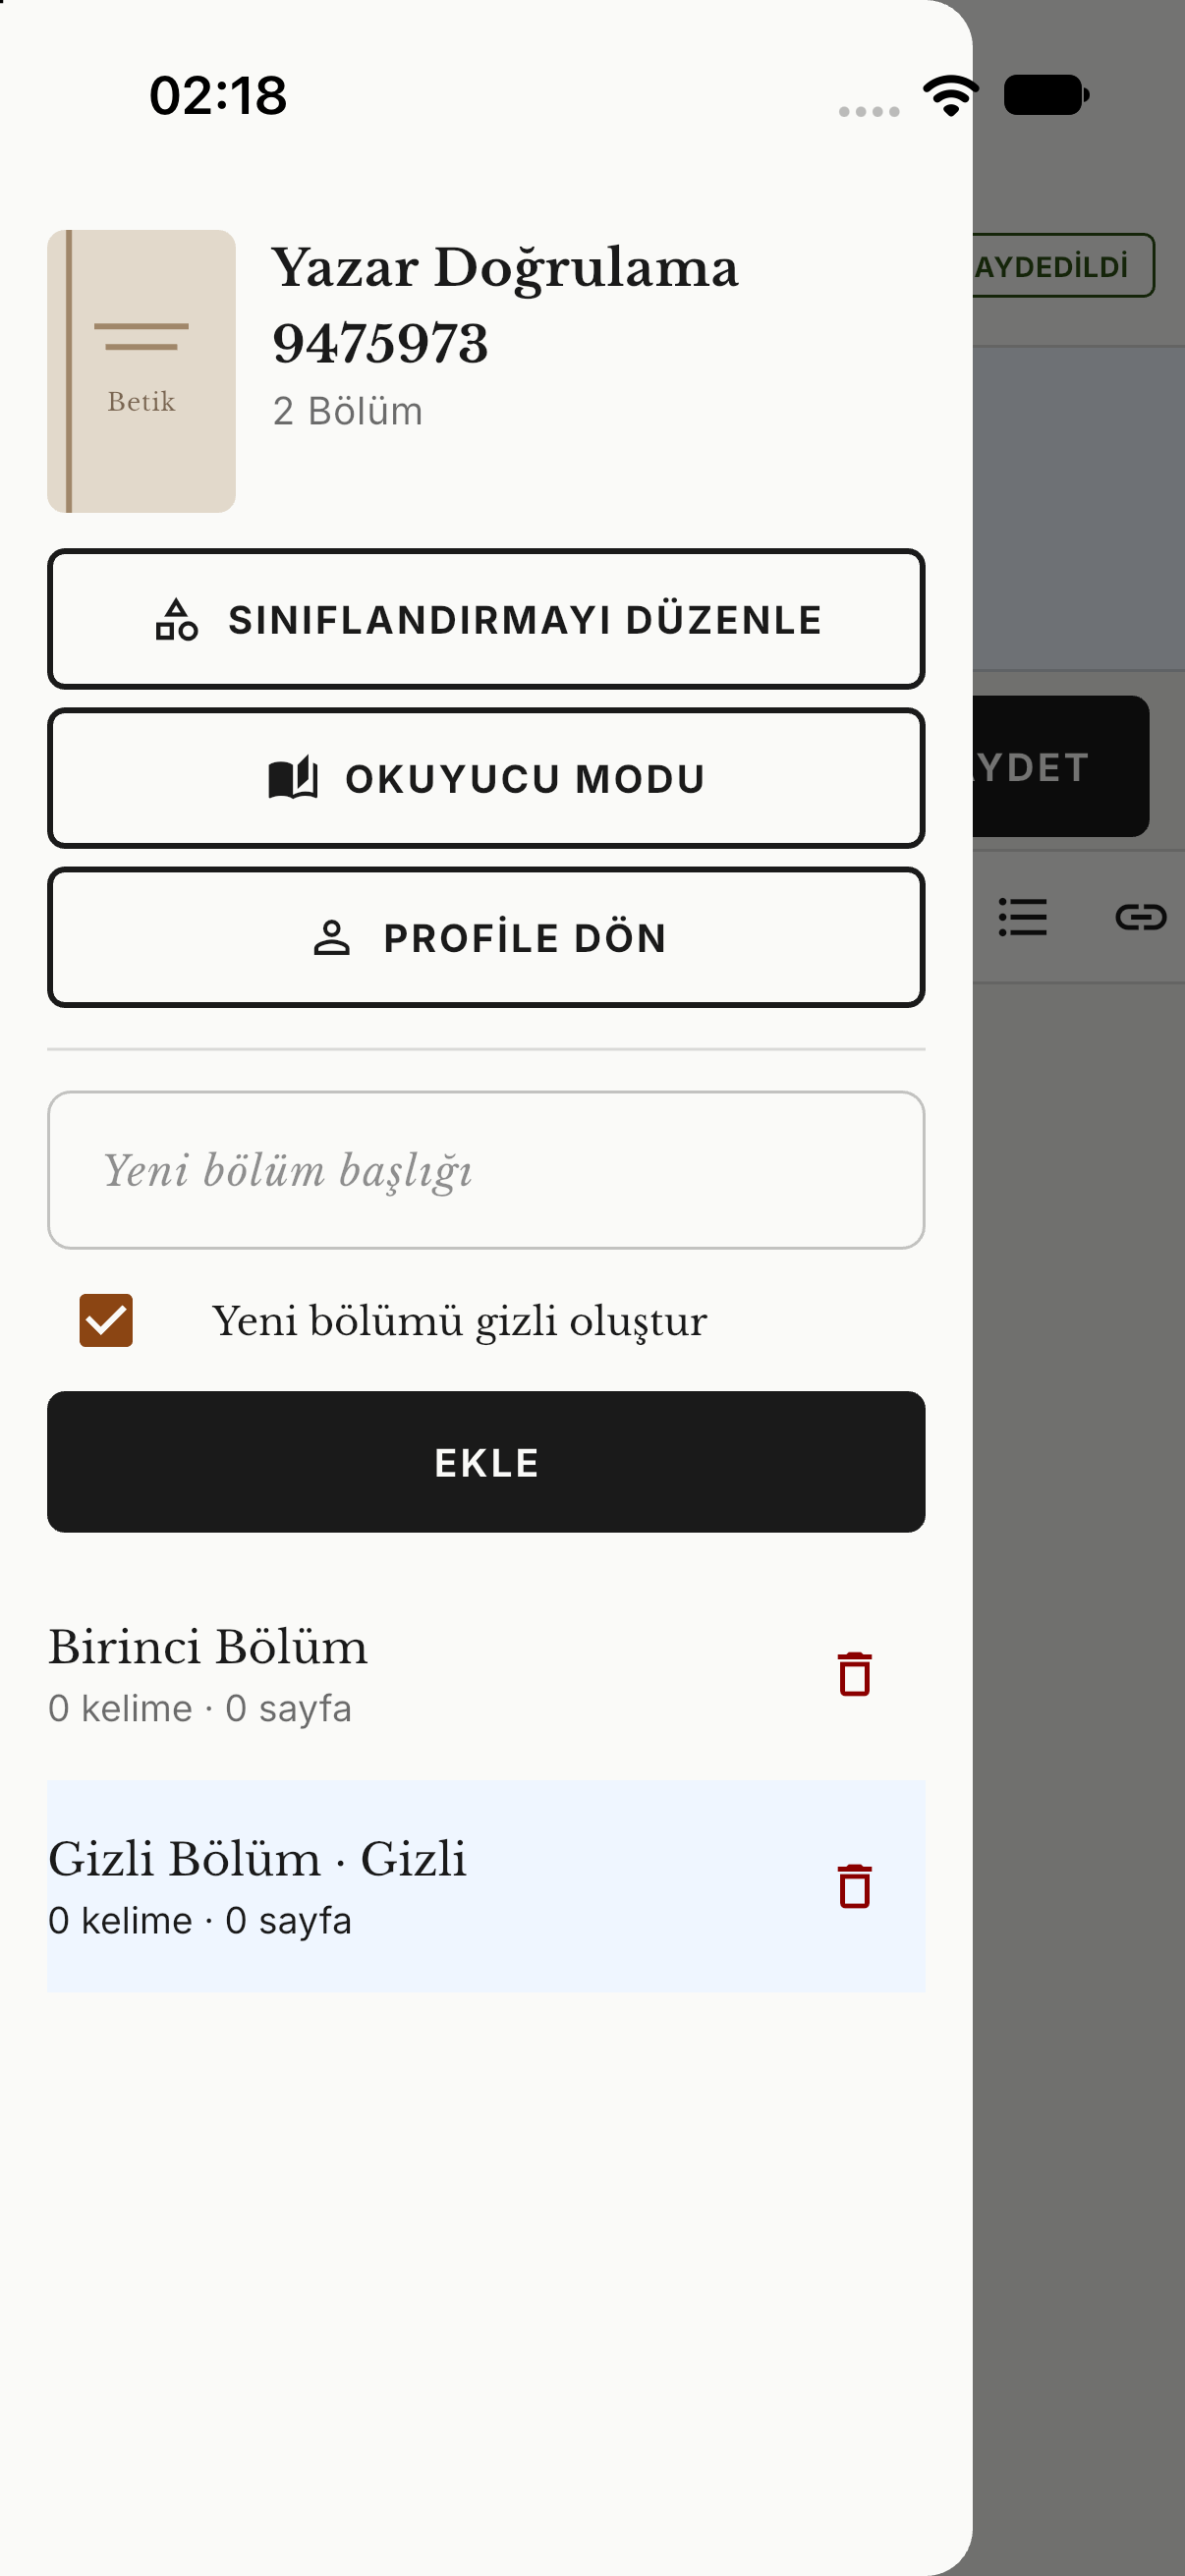 02:18
Yazar Doğrulama
9475973
2 Bölüm
Betik
AYDEDİLDİ
SINIFLANDIRMAYI DÜZENLE
OKUYUCU MODU
YDET
PROFİLE DÖN
Yeni bölüm başlığı
Yeni bölümü gizli oluştur
EKLE
Birinci Bölüm
0 kelime · 0 sayfa
Gizli Bölüm · Gizli
0 kelime · 0 sayfa